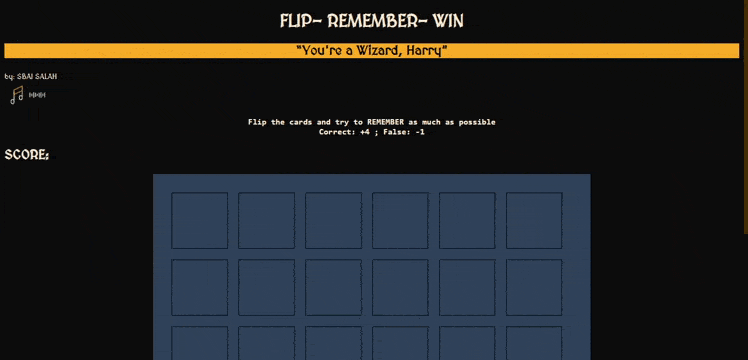 FLIP- REMEMBER- WIN
"You're a Wizard, Harry"
by: SBAI SALAH
Flip the cards and try to REMEMBER as much as possible
Correct: +4 ; False: -1
SCORE: